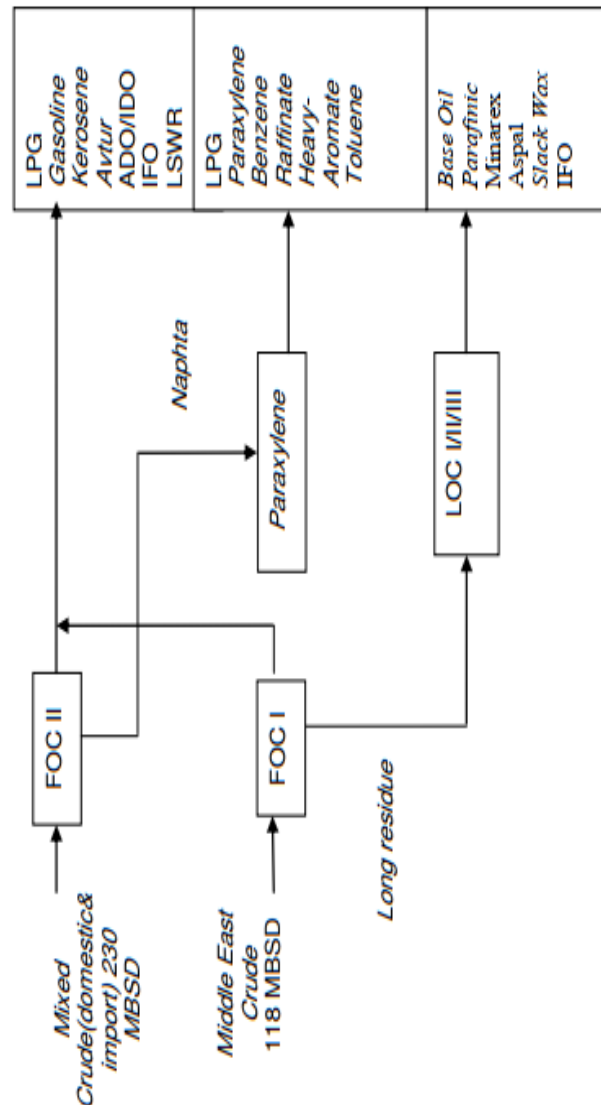 Mixed
Crude(domestic&
import) 230
MBSD
FOC II
Naphta
LPG
Gasoline
Kerosene
Avtur
ADO/IDO
IFO
LSWR
Middle East
Crude
118 MBSD
FOC I
Paraxylene
LPG
Paraxylene
Benzene
Raffinate
Heavy-
Aromate
Toluene
Long residue
LOC I/II/III
Base Oil
Parafinic
Minarex
Aspal
Slack Wax
IFO